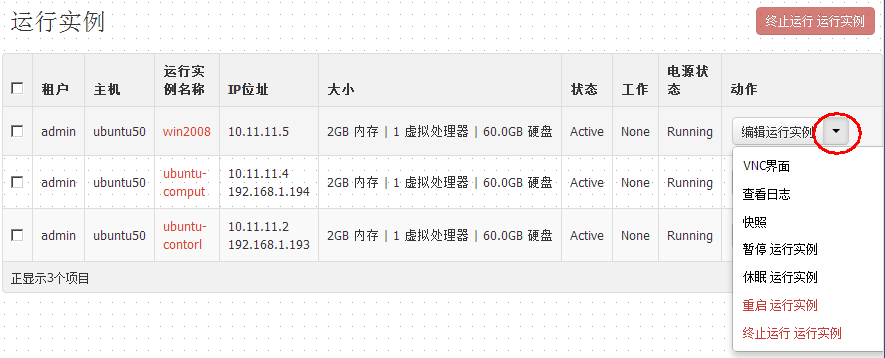 运行实例
终止运行 运行实例
租户 主机 运行实例名称 IP位址 大小 状态 工作 电源状态 动作
admin ubuntu50 win2008 10.11.11.5 2GB 内存 | 1 虚拟处理器 | 60.0GB 硬盘 Active None Running 编辑运行实例
admin ubuntu50 ubuntu-comput 10.11.11.4 192.168.1.194 2GB 内存 | 1 虚拟处理器 | 60.0GB 硬盘 Active None Running
admin ubuntu50 ubuntu-contorl 10.11.11.2 192.168.1.193 2GB 内存 | 1 虚拟处理器 | 60.0GB 硬盘 Active None Running
正显示3个项目
VNC界面
查看日志
快照
暂停 运行实例
休眠 运行实例
重启 运行实例
终止运行 运行实例